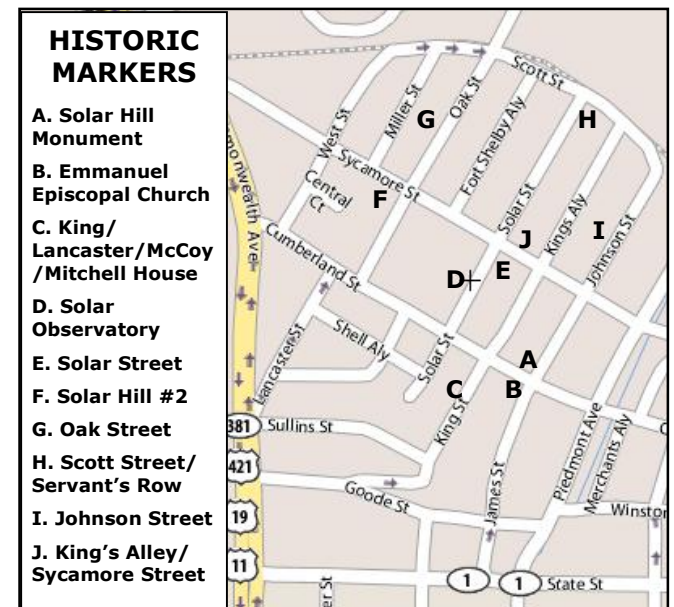 HISTORIC
MARKERS
A. Solar Hill
Monument
B. Emmanuel
Episcopal Church
C. King/
Lancaster/McCoy
/Mitchell House
D. Solar
Observatory
E. Solar Street
F. Solar Hill #2
G. Oak Street
H. Scott Street/
Servant's Row
I. Johnson Street
J. King's Alley/
Sycamore Street
Scott St
Miller St
G
Oak St
H
Fort Shelby Aly
West St
Sycamore St
Central
Ct
F
Solar St
Kings Aly
I
Johnson St
J
monwealth Ave
Cumberland St
D
E
Shell Aly
Lancaster St
Solar St
A
C
B
King St
381
Sullins St
421
Goode St
James St
Piedmont Ave
Merchants Aly
19
Winston
11
1
1
State St
er St
C